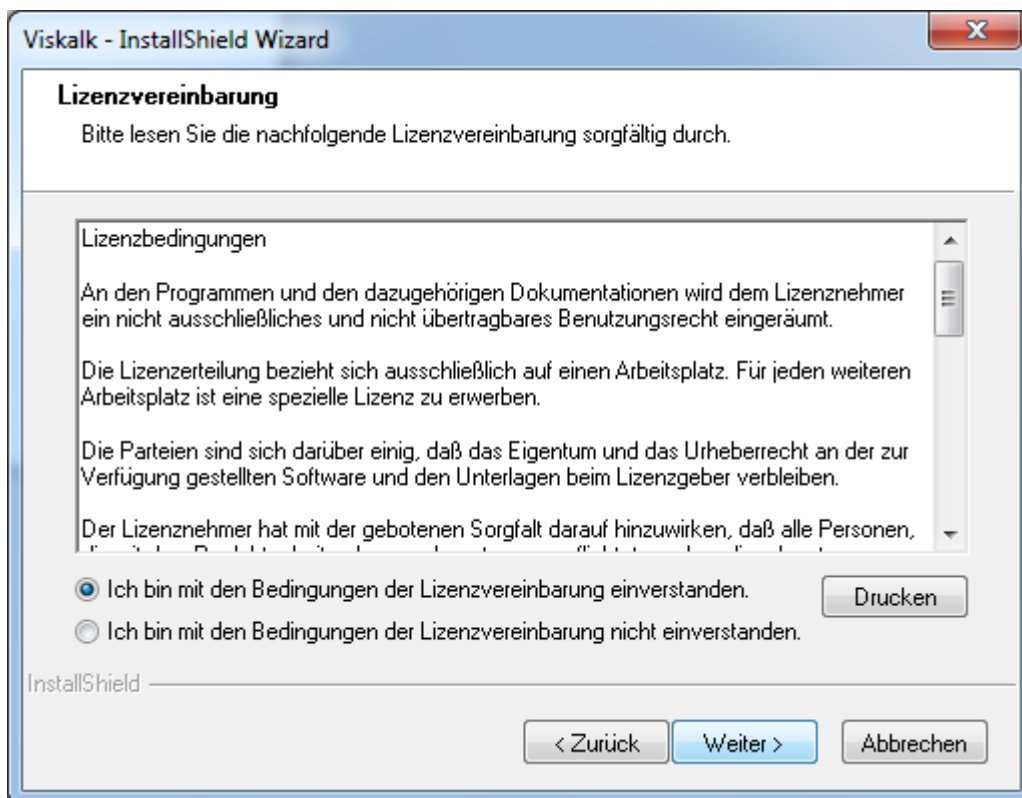 Viskalk - InstallShield Wizard
Lizenzvereinbarung
Bitte lesen Sie die nachfolgende Lizenzvereinbarung sorgfältig durch.
Lizenzbedingungen
An den Programmen und den dazugehörigen Dokumentationen wird dem Lizenznehmer
ein nicht ausschließliches und nicht übertragbares Benutzungsrecht eingeräumt.
Die Lizenzerteilung bezieht sich ausschließlich auf einen Arbeitsplatz. Für jeden weiteren
Arbeitsplatz ist eine spezielle Lizenz zu erwerben.
Die Parteien sind sich darüber einig, daß das Eigentum und das Urheberrecht an der zur
Verfügung gestellten Software und den Unterlagen beim Lizenzgeber verbleiben.
Der Lizenznehmer hat mit der gebotenen Sorgfalt darauf hinzuwirken, daß alle Personen,
Ich bin mit den Bedingungen der Lizenzvereinbarung einverstanden.
Drucken
Ich bin mit den Bedingungen der Lizenzvereinbarung nicht einverstanden.
InstallShield
< Zurück
Weiter >
Abbrechen